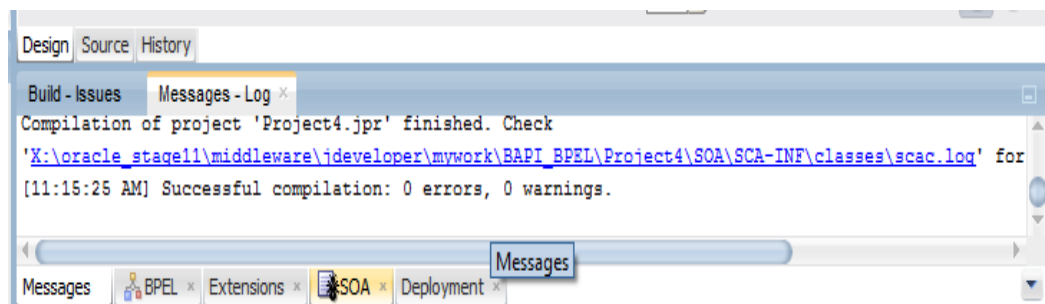 Design Source History
Build - Issues Messages - Log ×
Compilation of project 'Project4.jpr' finished. Check
'X:\oracle_stage11\middleware\jdeveloper\mywork\BAPI_BPEL\Project4\SOA\SCA-INF\classes\scac.log' for
[11:15:25 AM] Successful compilation: 0 errors, 0 warnings.
Messages
Messages BPEL × Extensions × SOA × Deployment ×